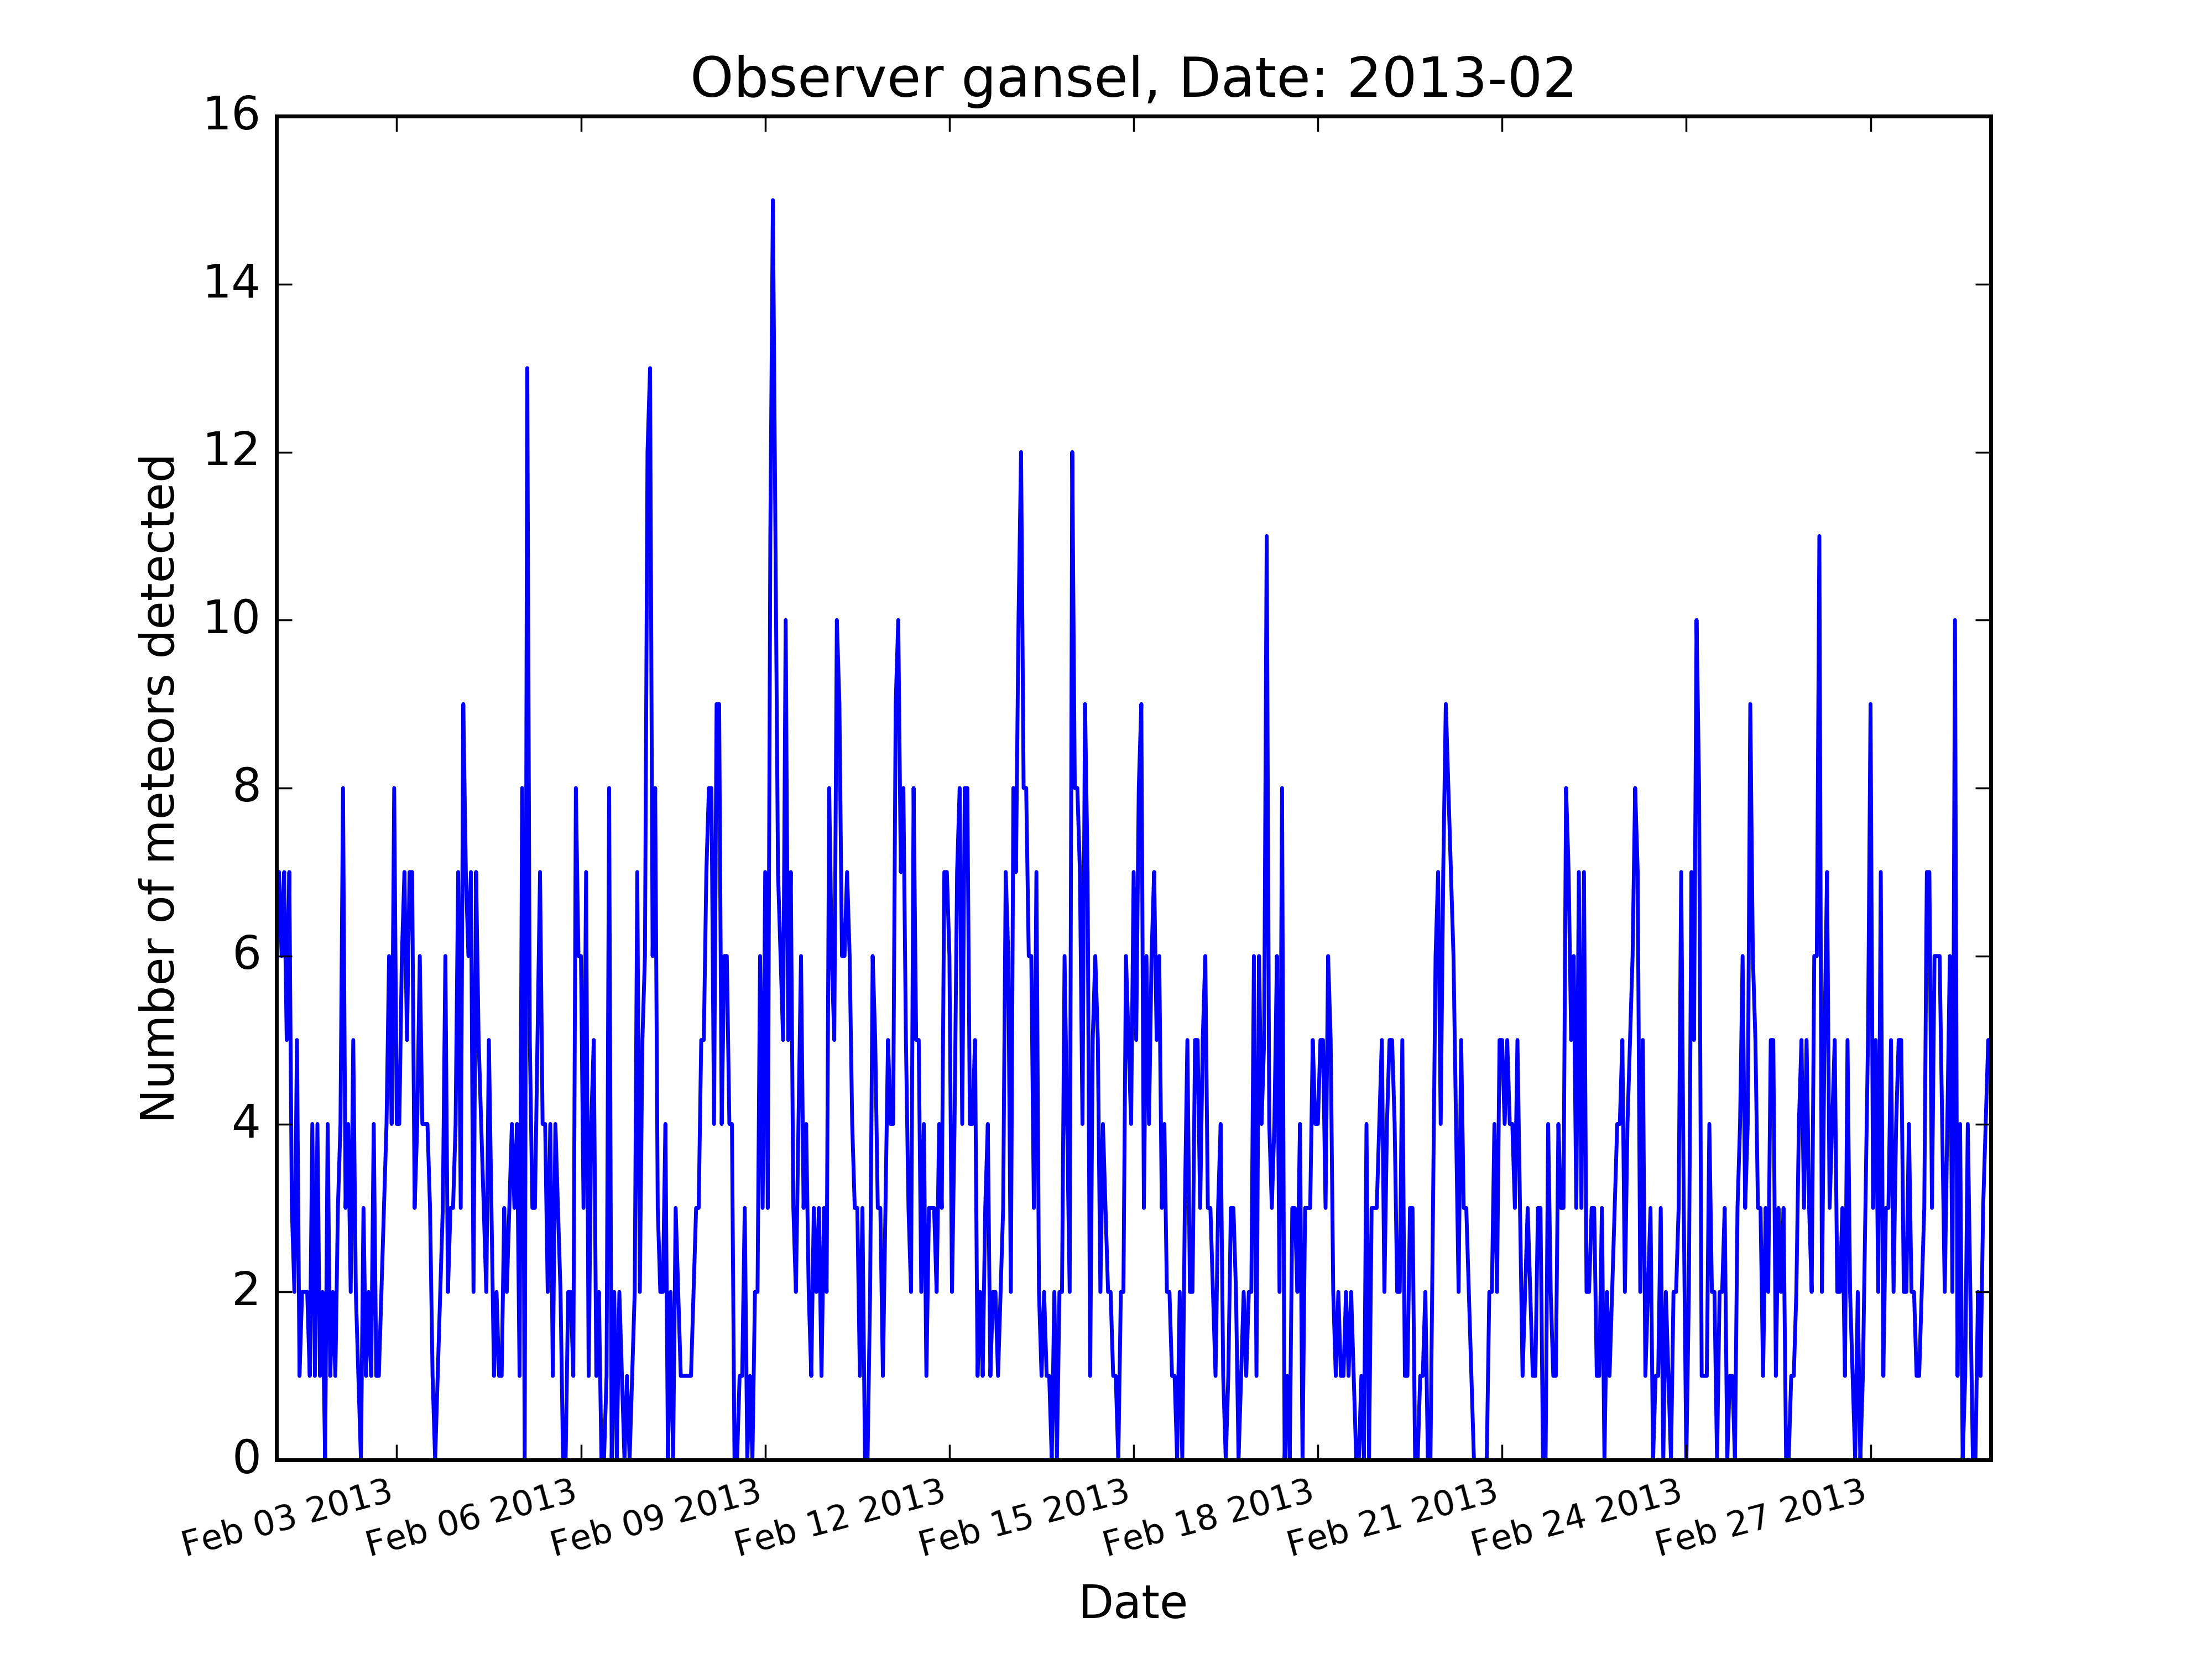 Observer gansel, Date: 2013-02
Number of meteors detected
16
14
12
10
8
6
4
2
0
Feb 03 2013
Feb 06 2013
Feb 09 2013
Feb 12 2013
Feb 15 2013
Feb 18 2013
Feb 21 2013
Feb 24 2013
Feb 27 2013
Date